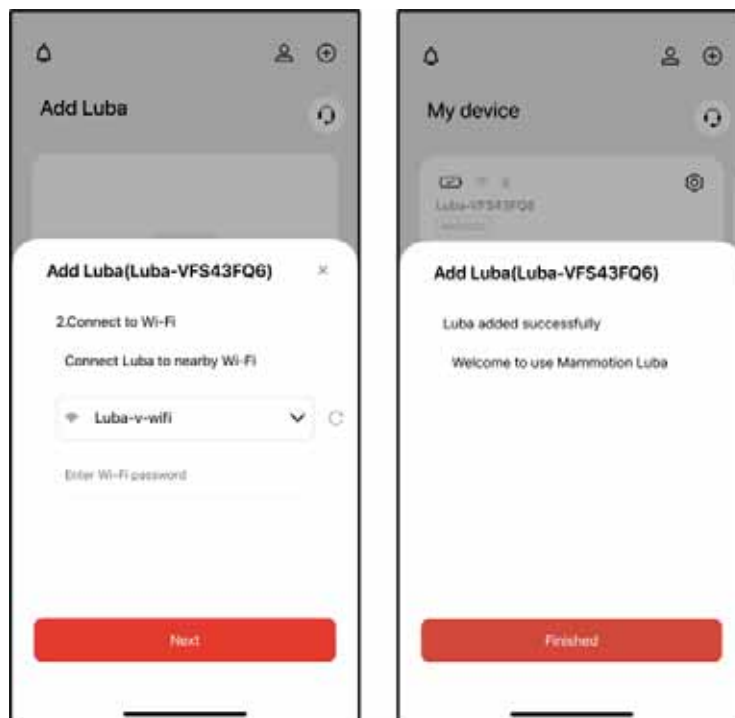 Add Luba
Add Luba(Luba-VFS43FQ6)
2.Connect to Wi-Fi
Connect Luba to nearby Wi-Fi
Luba-v-wifi
Enter Wi-Fi password
Next
My device
Luba-VFS43FQ6
Add Luba(Luba-VFS43FQ6)
Luba added successfully
Welcome to use Mammotion Luba
Finished